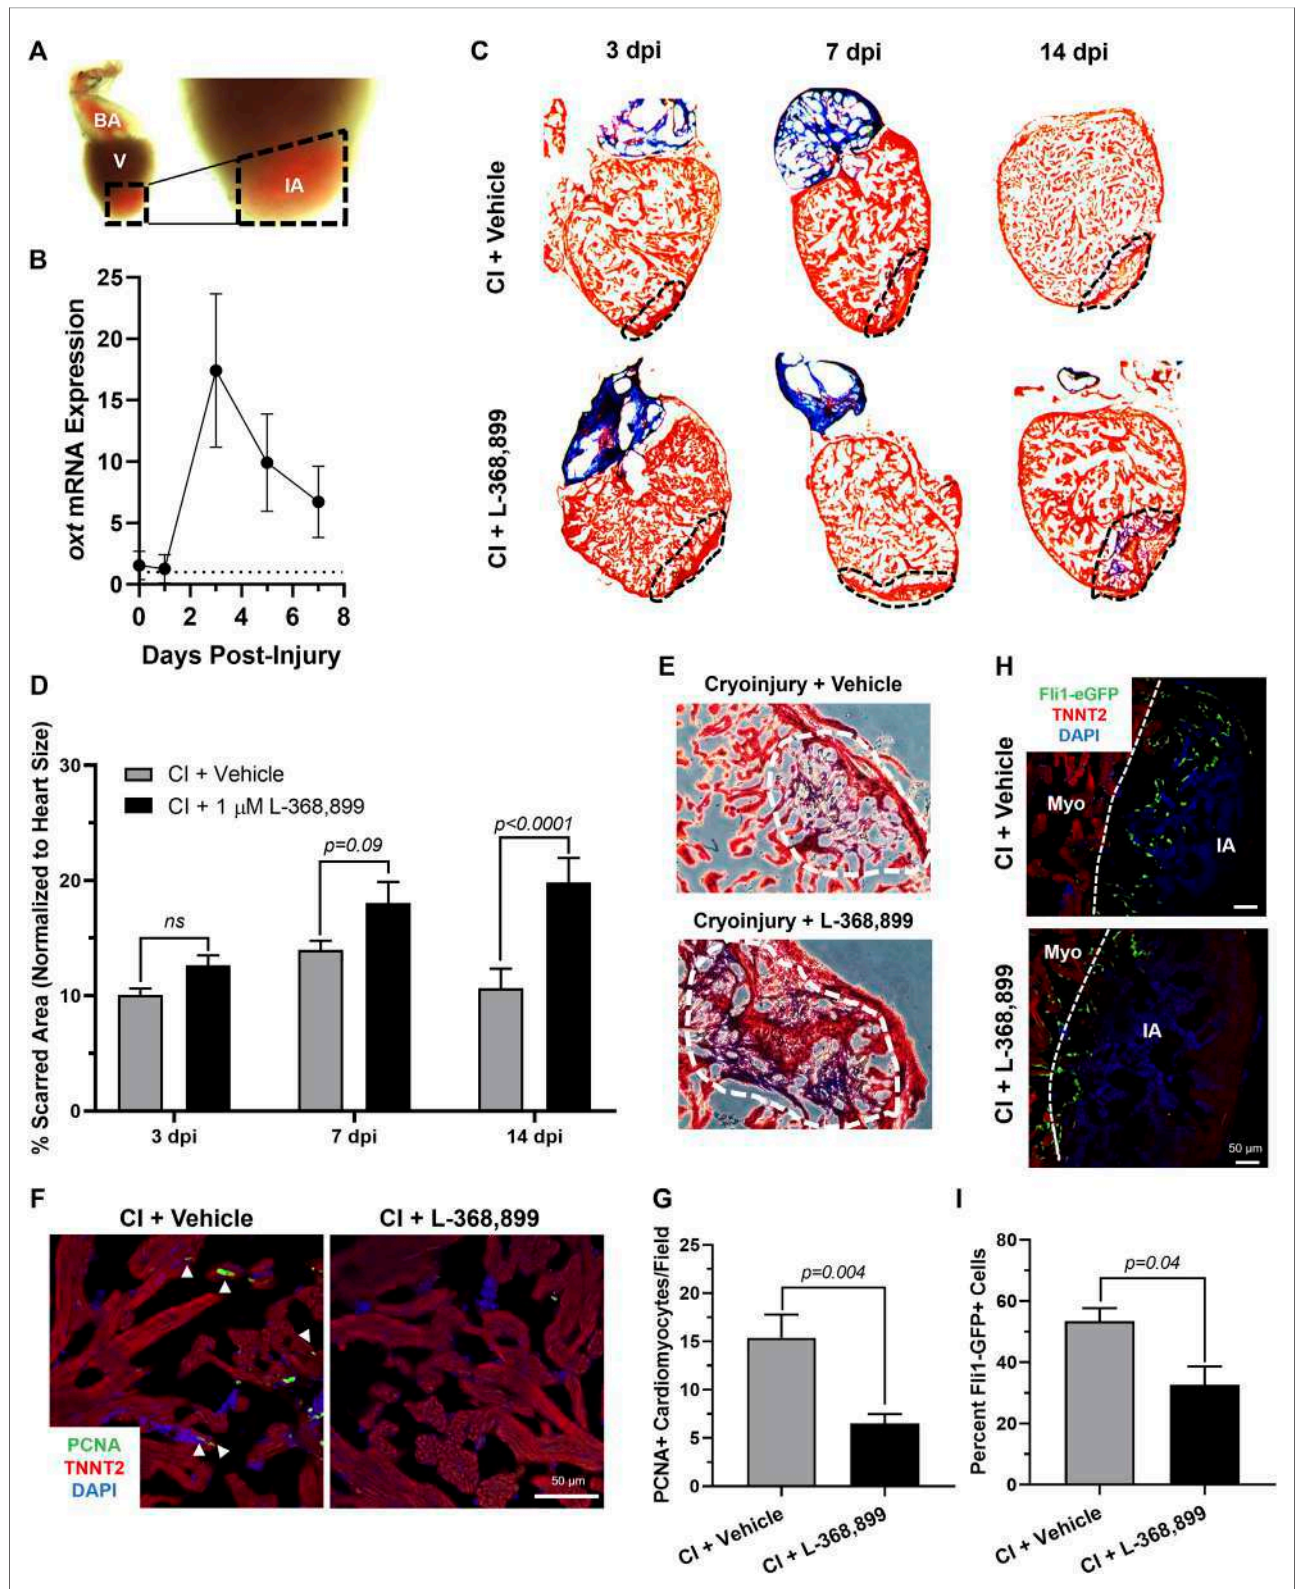 A
BA
V
IA
B
oxt mRNA Expression
25
20
15
10
5
0
0 2 4 6 8
Days Post-Injury
C
3 dpi 7 dpi 14 dpi
CI + Vehicle
CI + L-368,899
D
% Scarred Area (Normalized to Heart Size)
30
20
10
0
CI + Vehicle
CI + 1 μM L-368,899
ns
p=0.09
p<0.0001
3 dpi 7 dpi 14 dpi
E
Cryoinjury + Vehicle
Cryoinjury + L-368,899
H
CI + Vehicle
Fli1-eGFP
TNNT2
DAPI
Myo
IA
CI + L-368,899
Myo
IA
50 μm
F
CI + Vehicle CI + L-368,899
PCNA
TNNT2
DAPI
50 μm
G
PCNA+ Cardiomyocytes/Field
25
20
15
10
5
0
p=0.004
CI + Vehicle
CI + L-368,899
I
Percent Fli1-GFP+ Cells
80
60
40
20
0
p=0.04
CI + Vehicle
CI + L-368,899